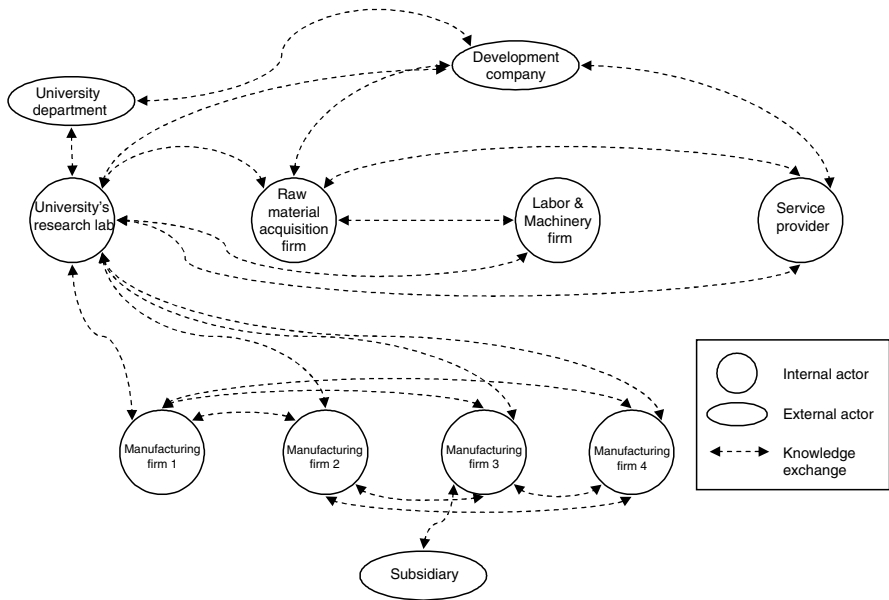 Development
company
University
department
University's
research lab
Raw
material
acquisition
firm
Labor &
Machinery
firm
Service
provider
Internal actor
External actor
Knowledge
exchange
Manufacturing
firm 1
Manufacturing
firm 2
Manufacturing
firm 3
Manufacturing
firm 4
Subsidiary